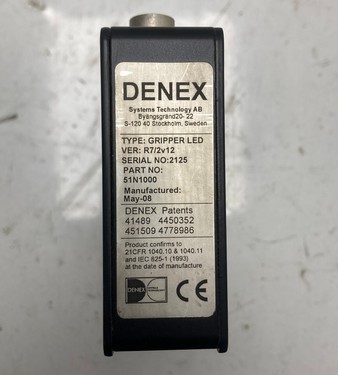 DENEX
Systems Technology AB
Byängsgränd20- 22
S-120 40 Stockholm, Sweden
TYPE: GRIPPER LED
VER: R7/2v12
SERIAL NO:2125
PART NO:
51N1000
Manufactured:
May-08
DENEX Patents
41489 4450352
451509 4778986
Product confirms to
21CFR 1040.10 & 1040.11
and IEC 825-1 (1993)
at the date of manufacture
DENEX
CE